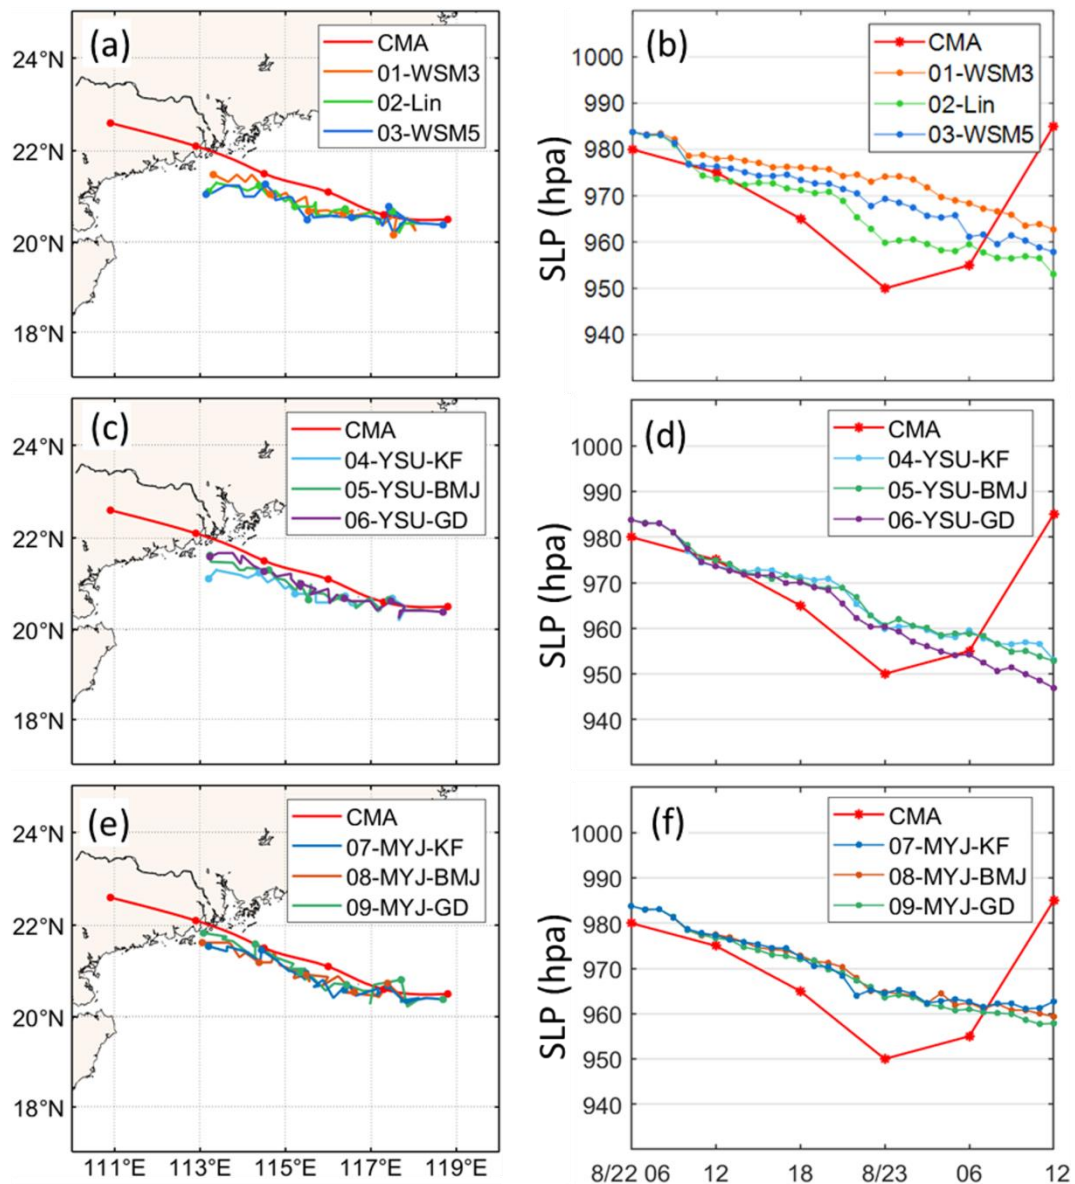 (a)
CMA
01-WSM3
02-Lin
03-WSM5
24°N
22°N
20°N
18°N
(b)
CMA
01-WSM3
02-Lin
03-WSM5
SLP (hpa)
1000
990
980
970
960
950
940
(c)
CMA
04-YSU-KF
05-YSU-BMJ
06-YSU-GD
24°N
22°N
20°N
18°N
(d)
CMA
04-YSU-KF
05-YSU-BMJ
06-YSU-GD
SLP (hpa)
1000
990
980
970
960
950
940
(e)
CMA
07-MYJ-KF
08-MYJ-BMJ
09-MYJ-GD
24°N
22°N
20°N
18°N
111°E 113°E 115°E 117°E 119°E
(f)
CMA
07-MYJ-KF
08-MYJ-BMJ
09-MYJ-GD
SLP (hpa)
1000
990
980
970
960
950
940
8/22 06 12 18 8/23 06 12